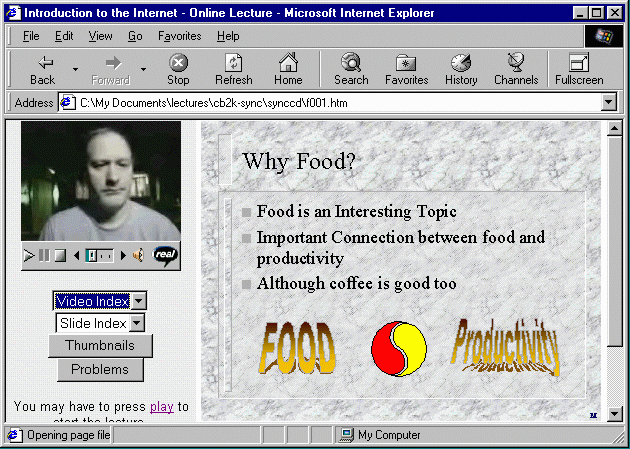 Introduction to the Internet - Online Lecture - Microsoft Internet Explorer
File Edit View Go Favorites Help
Back Forward Stop Refresh Home Search Favorites History Channels Fullscreen
Address C:\My Documents\lectures\cb2k-sync\synccd\f001.htm
real
Video Index
Slide Index
Thumbnails
Problems
You may have to press play to
start the lecture
Why Food?
Food is an Interesting Topic
Important Connection between food and
productivity
Although coffee is good too
FOOD Productivity
Opening page file
My Computer